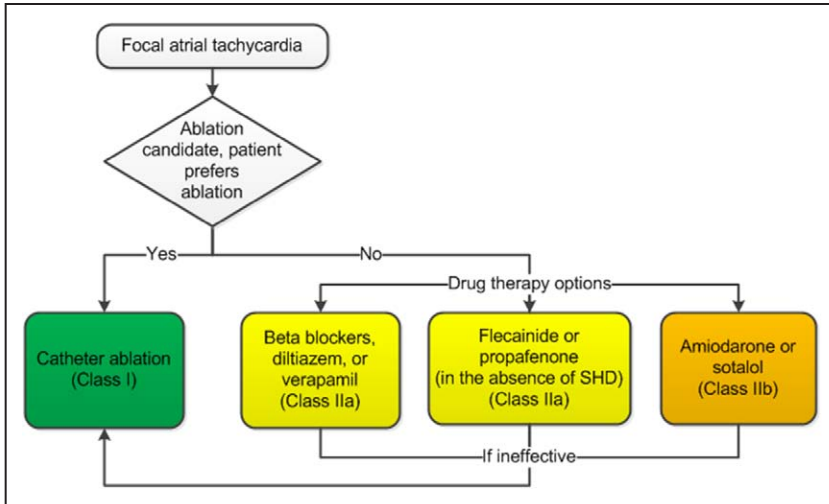 Focal atrial tachycardia
Ablation
candidate, patient
prefers
ablation
Yes
No
Drug therapy options
Catheter ablation
(Class I)
Beta blockers,
diltiazem, or
verapamil
(Class IIa)
Flecainide or
propafenone
(in the absence of SHD)
(Class IIa)
Amiodarone or
sotalol
(Class IIb)
If ineffective